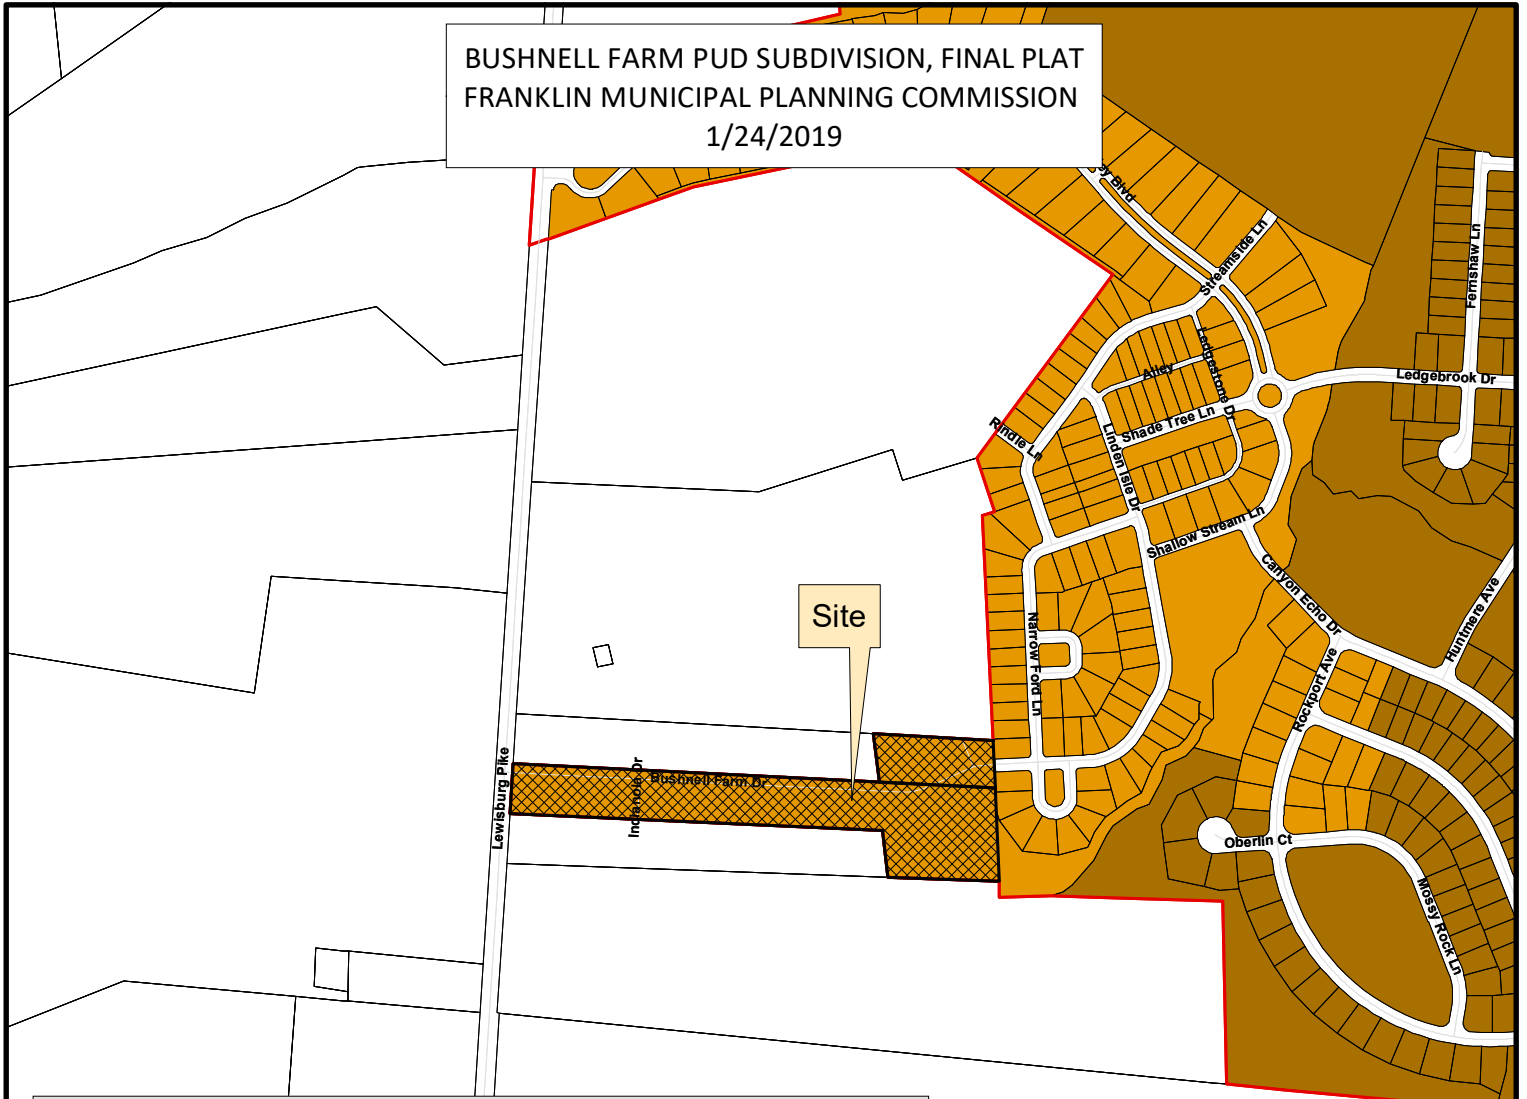 BUSHNELL FARM PUD SUBDIVISION, FINAL PLAT
FRANKLIN MUNICIPAL PLANNING COMMISSION
1/24/2019
ey Blvd
Streamside Ln
Fernshaw Ln
Ledgestone Dr
Alley
Ledgebrook Dr
Shade Tree Ln
Rindle Ln
Linden Isle Dr
Shallow Stream Ln
Canyon Echo Dr
Huntmere Ave
Site
Narrow Ford Ln
Rockport Ave
Lewisburg Pike
Indianola Dr
Bushnell Farm Dr
Oberlin Ct
Mossy Rock Ln